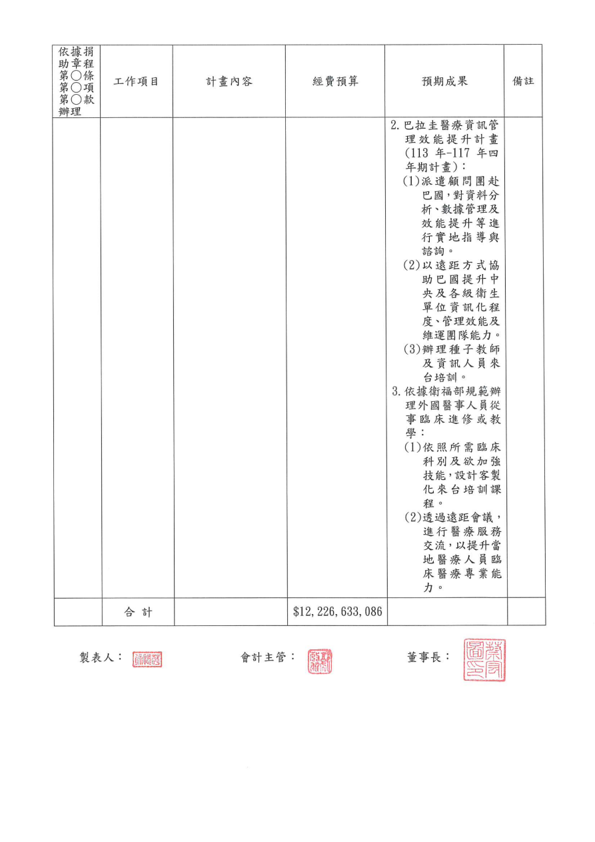 依據捐
助章程
第○條
第○項
第○款
辦理
工作項目
計畫內容
經費預算
預期成果
備註
2.巴拉圭醫療資訊管
理效能提升計畫
(113 年-117 年四
年期計畫)：
(1)派遣顧問團赴
巴國，對資料分
析、數據管理及
效能提升等進
行實地指導與
諮詢。
(2)以遠距方式協
助巴國提升中
央及各級衛生
單位資訊化程
度、管理效能及
維運團隊能力。
(3)辦理種子教師
及資訊人員來
台培訓。
3.依據衛福部規範辦
理外國醫事人員從
事臨床進修或教
學：
(1)依照所需臨床
科別及欲加強
技能，設計客製
化來台培訓課
程。
(2)透過遠距會議，
進行醫療服務
交流，以提升當
地醫療人員臨
床醫療專業能
力。
合計
$12,226,633,086
製表人：
會計主管：
董事長：